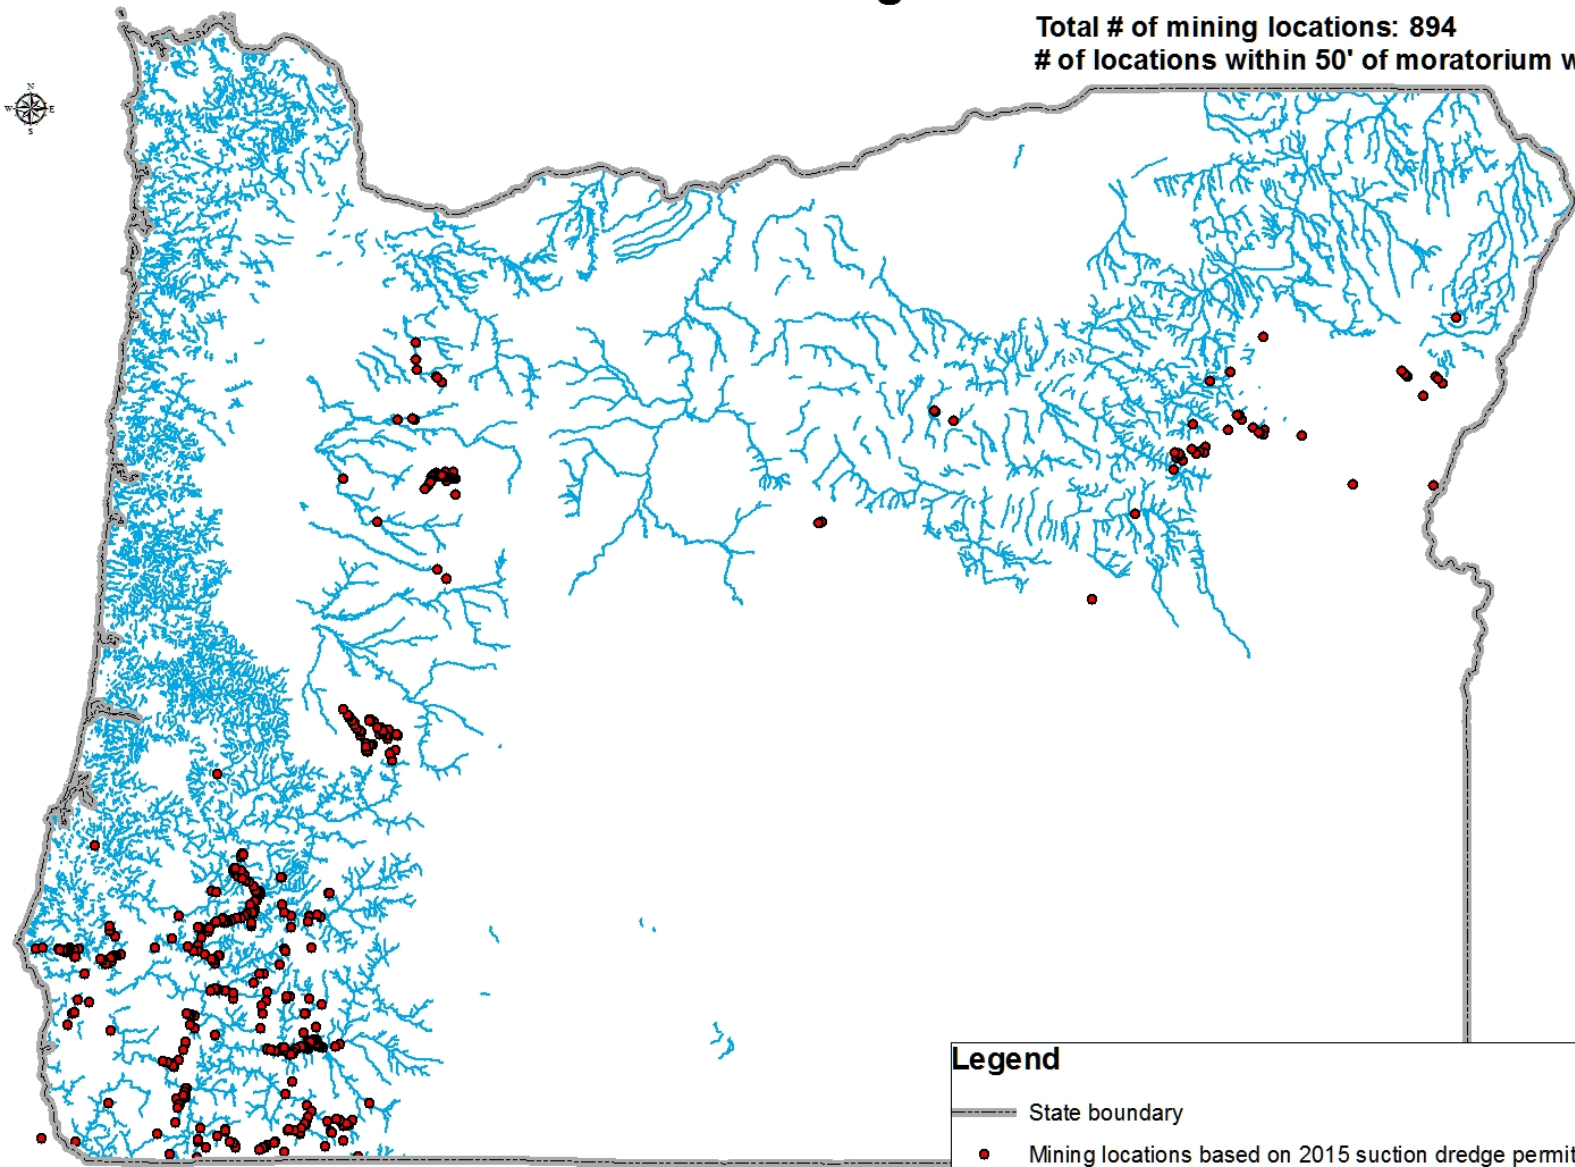 Total # of mining locations: 894
# of locations within 50' of moratorium w
N
W E
S
Legend
State boundary
Mining locations based on 2015 suction dredge permit